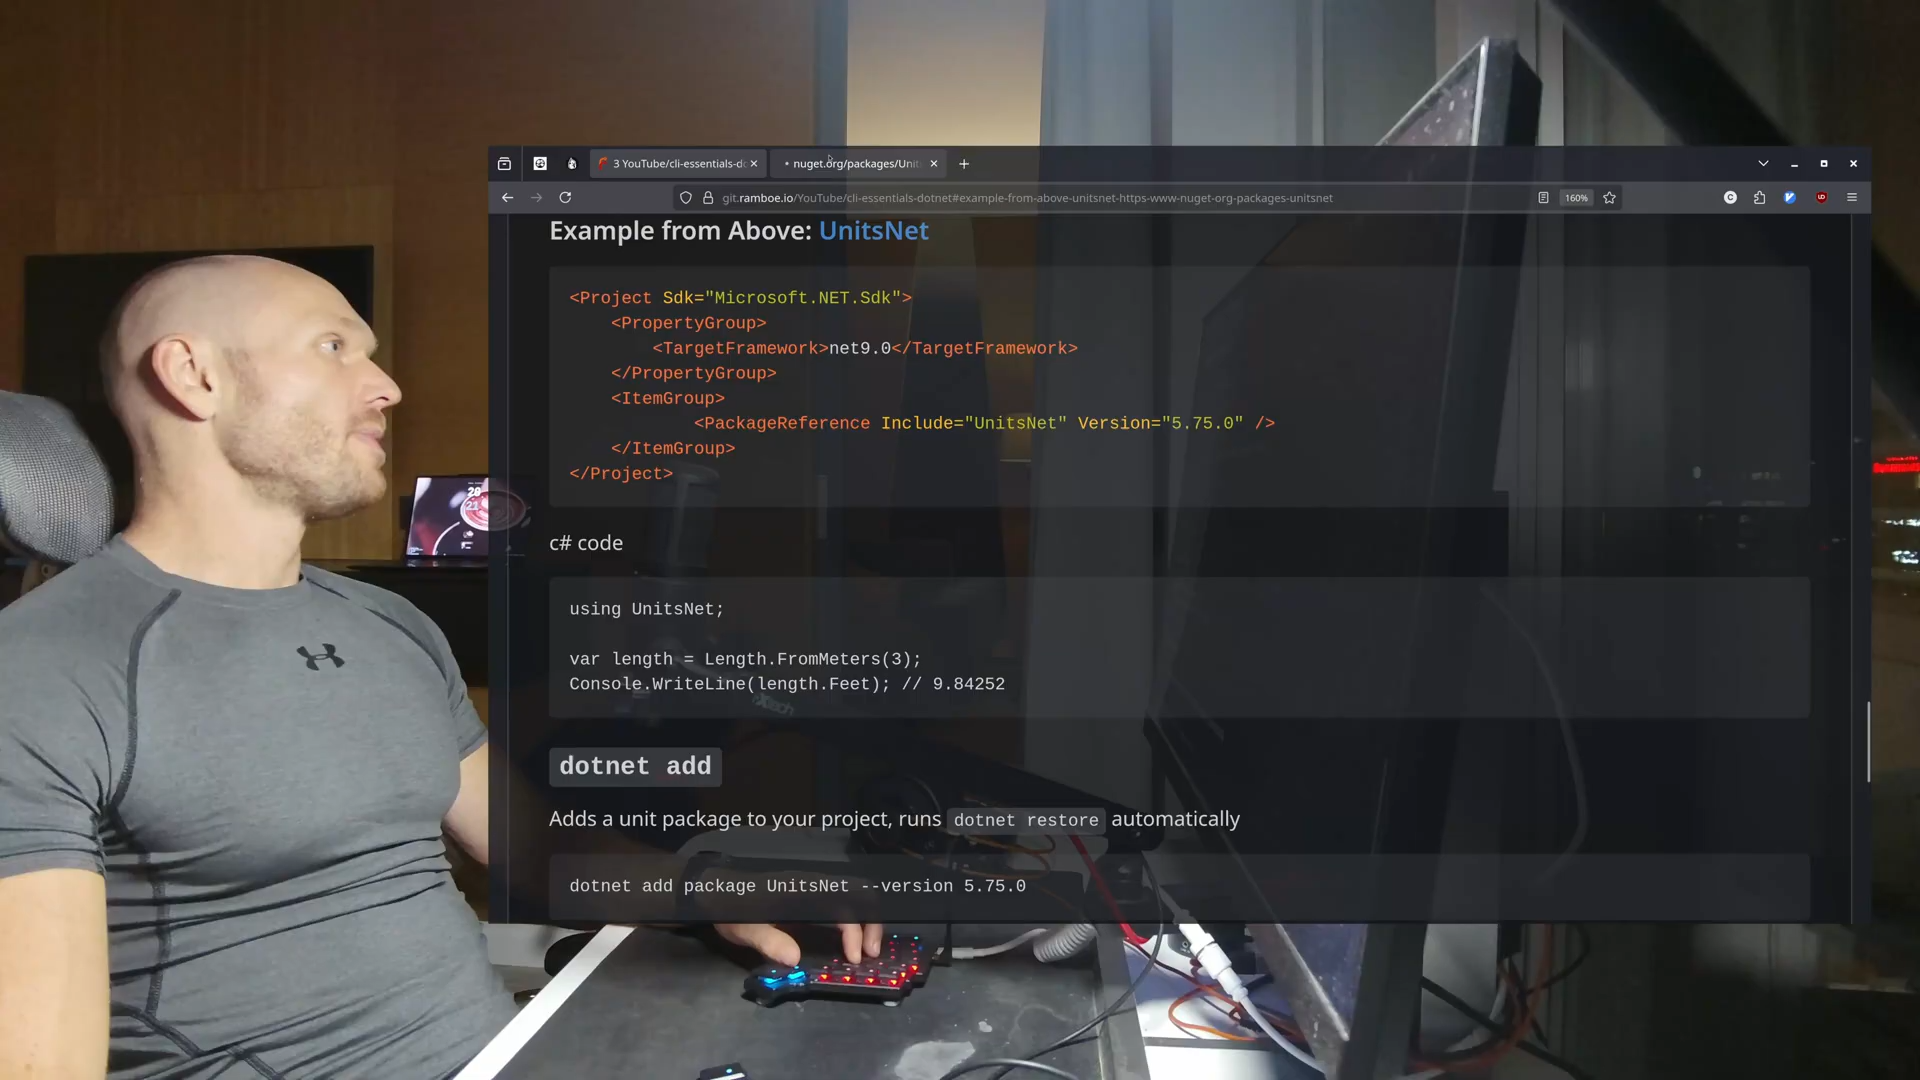 3 YouTube/cli-essentials-do
nuget.org/packages/Unit
git.ramboe.io/YouTube/cli-essentials-dotnet#example-from-above-unitsnet-https-www-nuget-org-packages-unitsnet
160%
Example from Above: UnitsNet
<Project Sdk="Microsoft.NET.Sdk">
<PropertyGroup>
<TargetFramework>net9.0</TargetFramework>
</PropertyGroup>
<ItemGroup>
<PackageReference Include="UnitsNet" Version="5.75.0" />
</ItemGroup>
</Project>
c# code
using UnitsNet;
var length = Length.FromMeters(3);
Console.WriteLine(length.Feet); // 9.84252
dotnet add
Adds a unit package to your project, runs dotnet restore automatically
dotnet add package UnitsNet --version 5.75.0
20
21